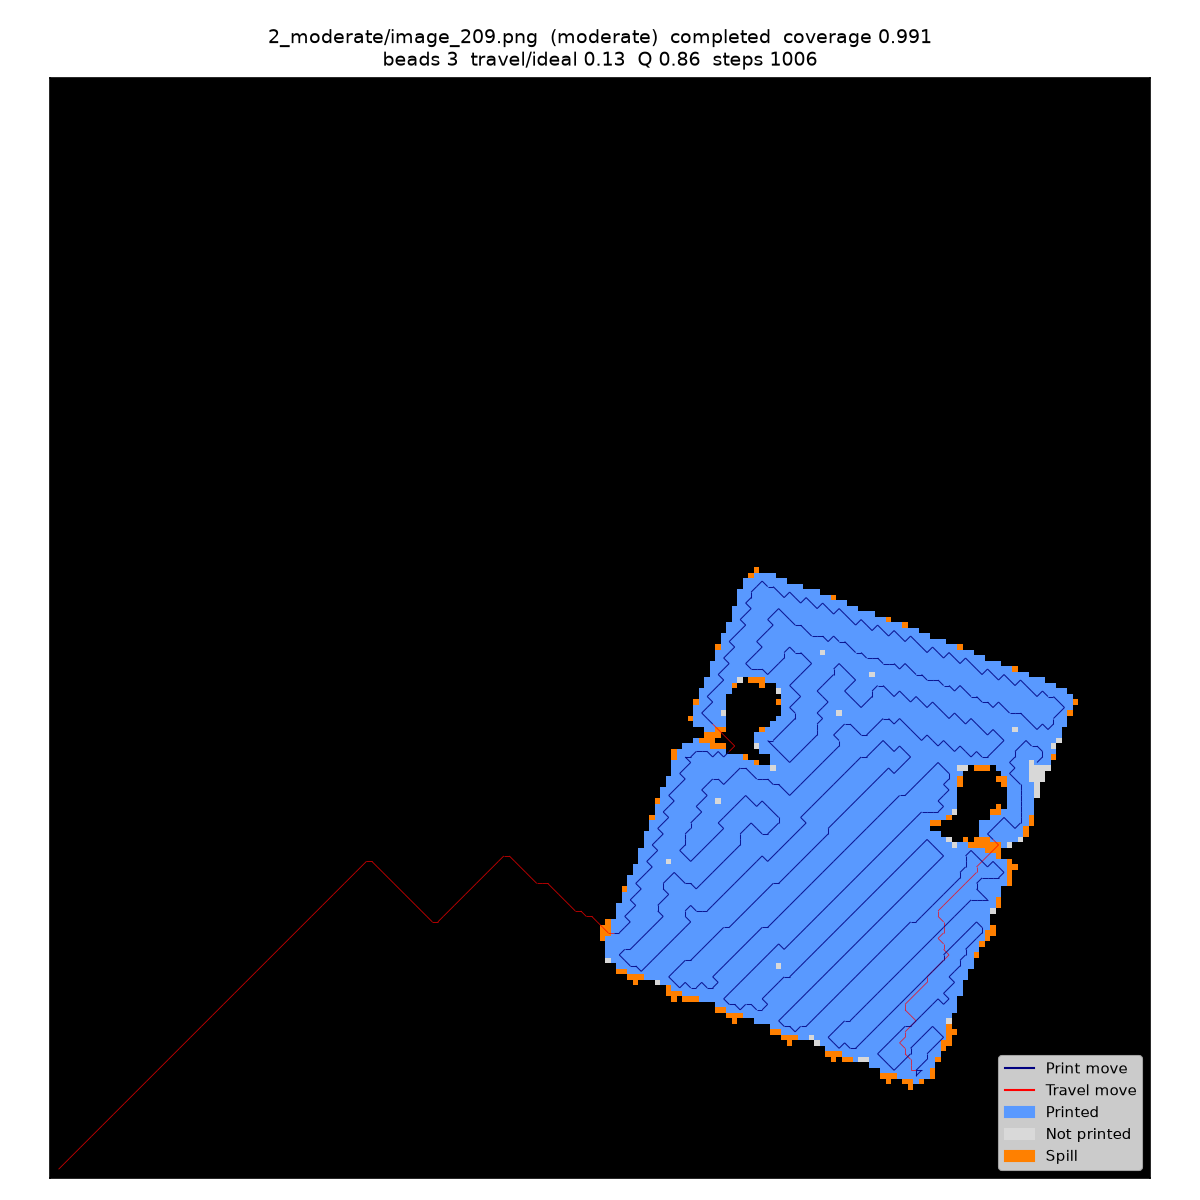 2_moderate/image_209.png  (moderate)  completed  coverage 0.991
beads 3  travel/ideal 0.13  Q 0.86  steps 1006
Print move
Travel move
Printed
Not printed
Spill